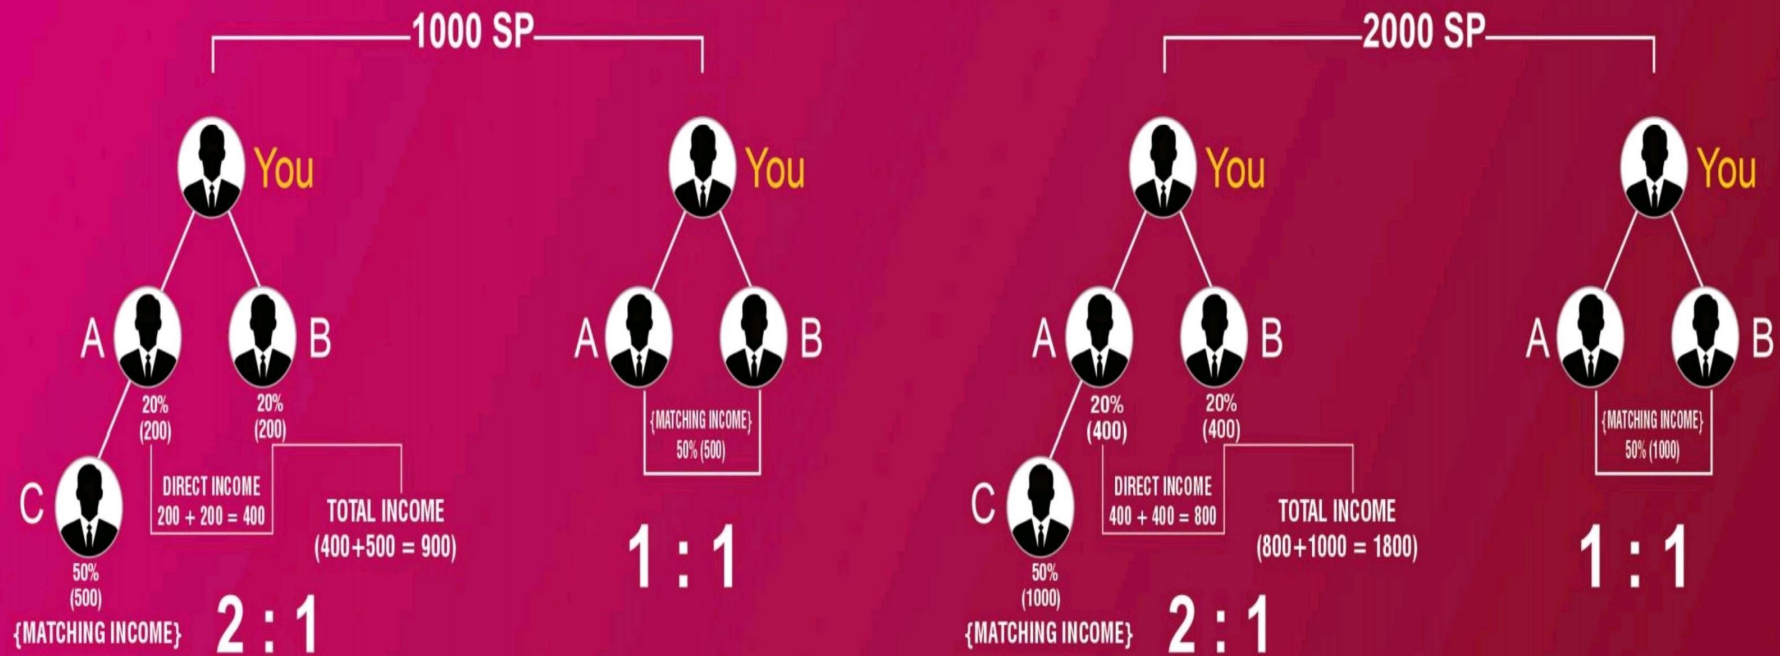 1000 SP
You
A
B
20%
(200)
20%
(200)
C
DIRECT INCOME
200 + 200 = 400
TOTAL INCOME
(400+500 = 900)
50%
(500)
{MATCHING INCOME}
2 : 1
You
A
B
{MATCHING INCOME}
50% (500)
1 : 1
2000 SP
You
A
B
20%
(400)
20%
(400)
C
DIRECT INCOME
400 + 400 = 800
TOTAL INCOME
(800+1000 = 1800)
50%
(1000)
{MATCHING INCOME}
2 : 1
You
A
B
{MATCHING INCOME}
50% (1000)
1 : 1